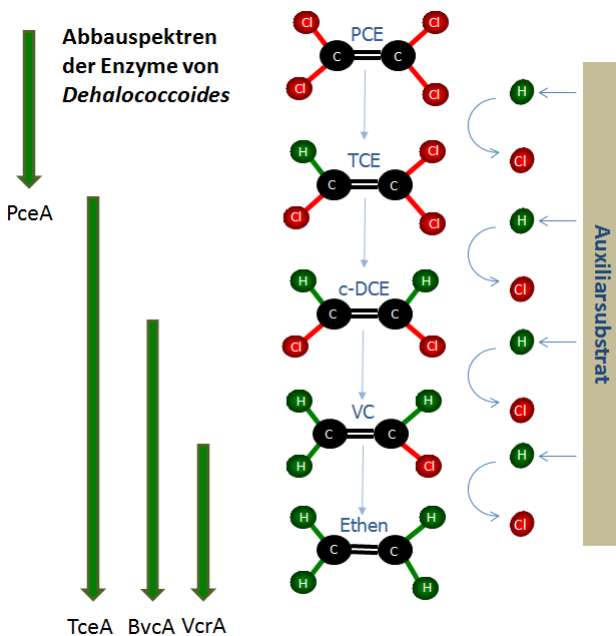 Abbauspektren
der Enzyme von
Dehalococcoides
PceA
TceA BvcA VcrA
PCE
Cl Cl
C C
Cl Cl
TCE
H Cl
C C
Cl Cl
c-DCE
H H
C C
Cl Cl
VC
H H
C C
H Cl
Ethen
H H
C C
H H
H
Cl
H
Cl
H
Cl
H
Cl
Auxiliarsubstrat